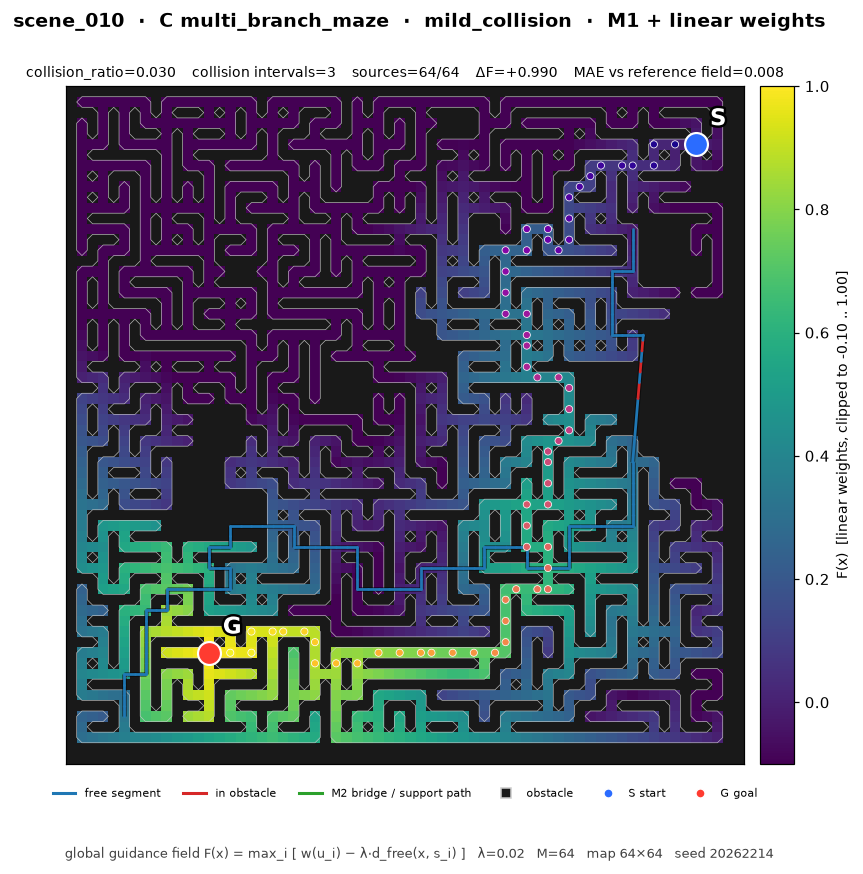 scene_010  ·  C multi_branch_maze  ·  mild_collision  ·  M1 + linear weights
collision_ratio=0.030    collision intervals=3    sources=64/64    ΔF=+0.990    MAE vs reference field=0.008
S
G
1.0
0.8
0.6
0.4
0.2
0.0
F(x)  [linear weights, clipped to -0.10 .. 1.00]
free segment
in obstacle
M2 bridge / support path
obstacle
S start
G goal
global guidance field F(x) = max_i [ w(u_i) − λ·d_free(x, s_i) ]   λ=0.02   M=64   map 64×64   seed 20262214